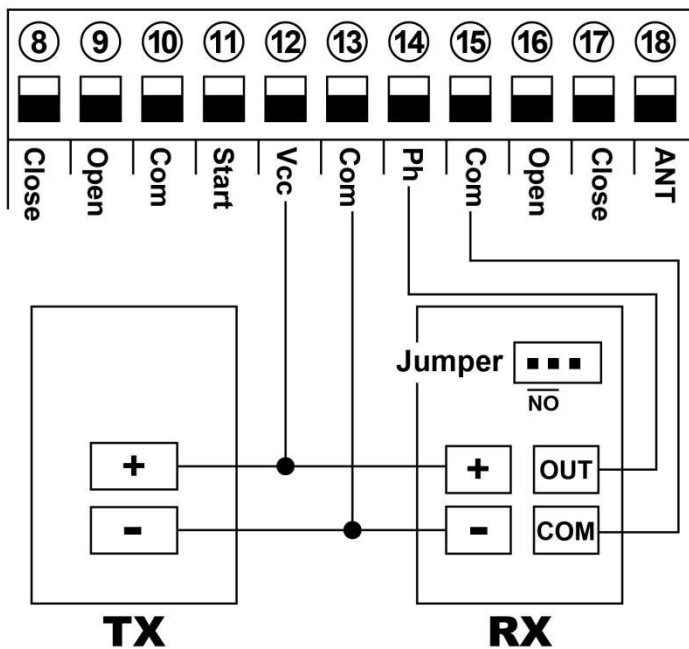 8 9 10 11 12 13 14 15 16 17 18
Close Open Com Start Vcc Com Ph Com Open Close ANT
Jumper
NO
+ + OUT
- - COM
TX RX